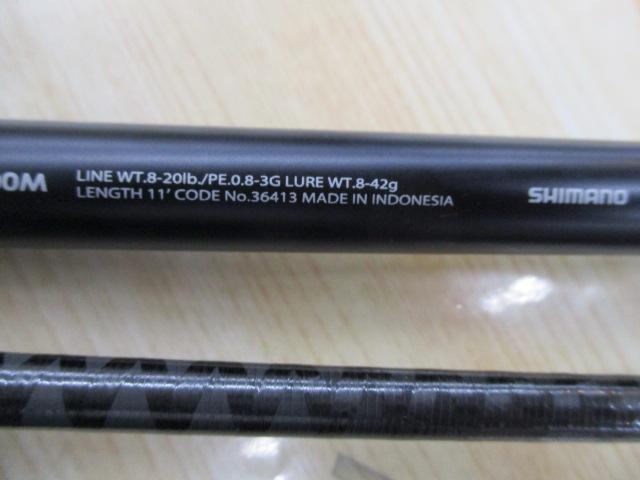 LINE WT.8-20lb./PE.0.8-3G LURE WT.8-42g
LENGTH 11' CODE No.36413 MADE IN INDONESIA
SHIMANO